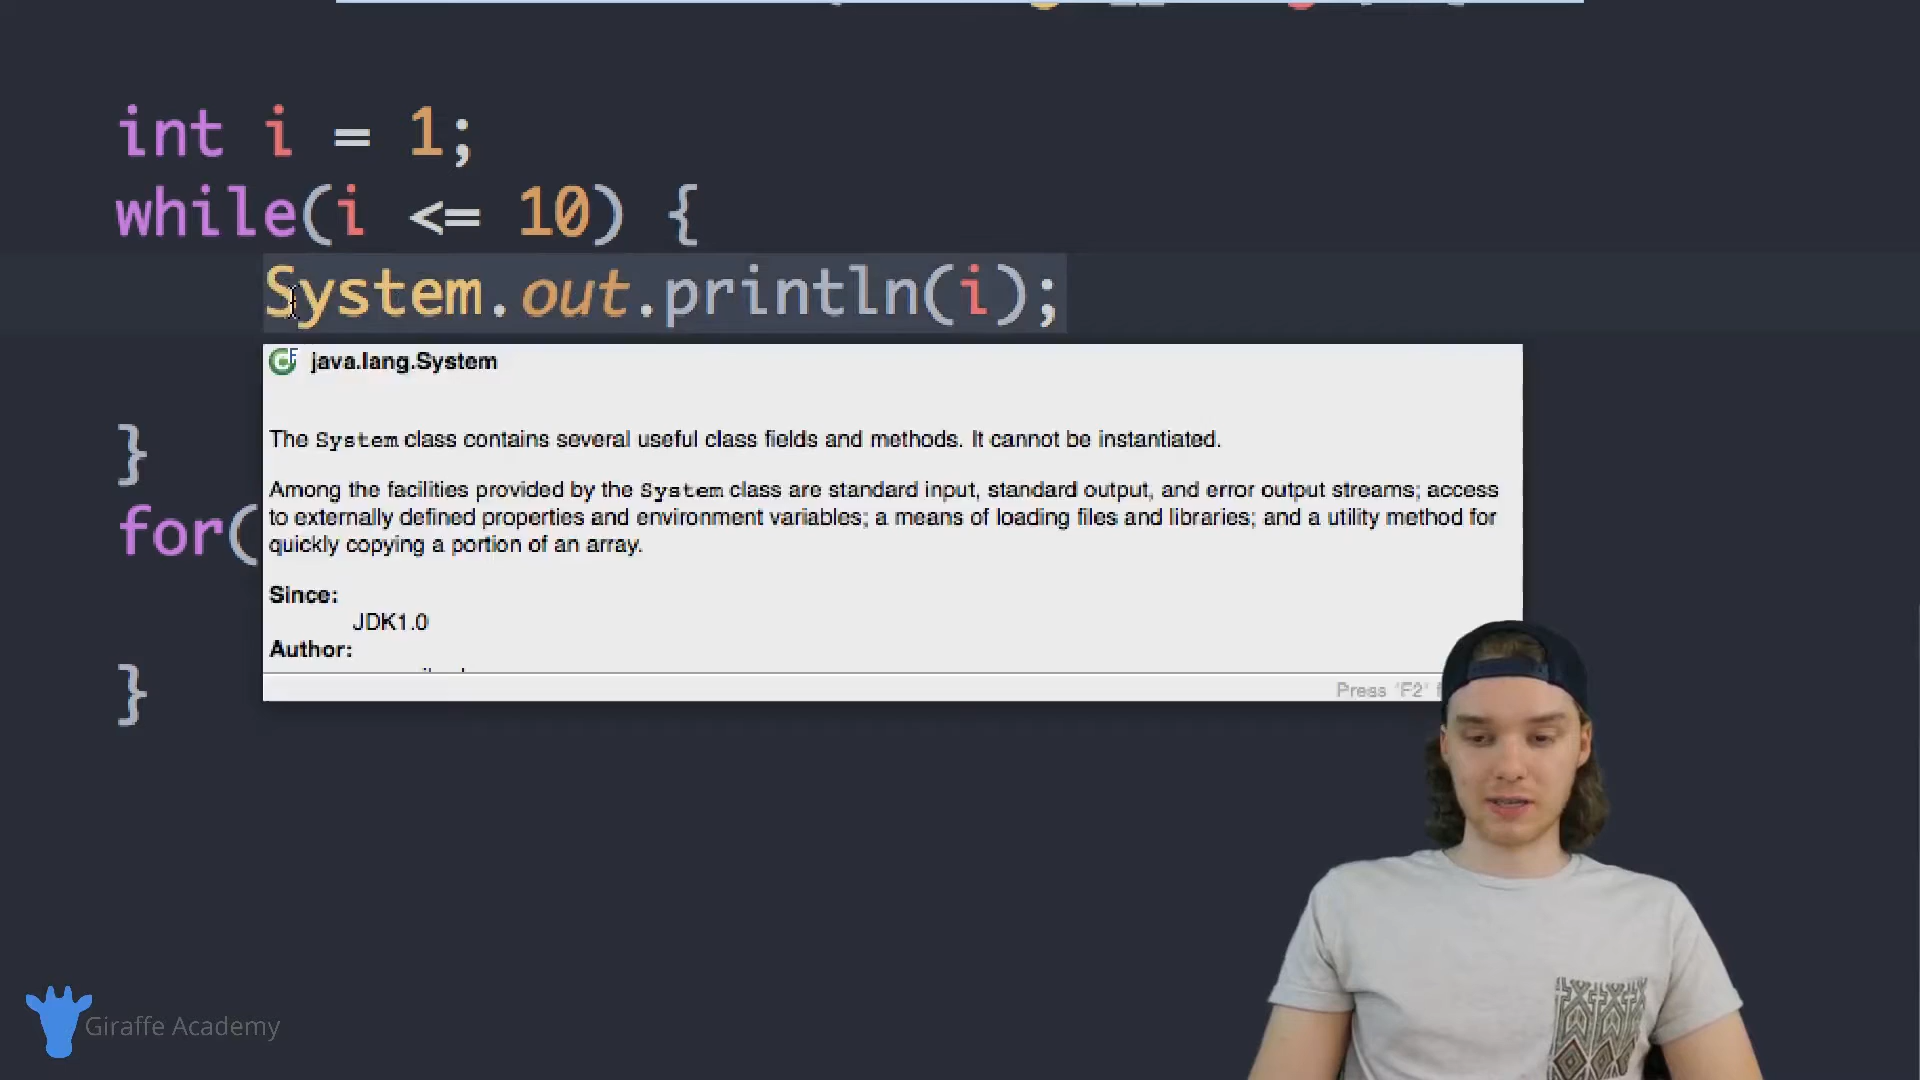 int i = 1;
while(i <= 10) {
System.out.println(i);
java.lang.System
The System class contains several useful class fields and methods. It cannot be instantiated.
Among the facilities provided by the System class are standard input, standard output, and error output streams; access
to externally defined properties and environment variables; a means of loading files and libraries; and a utility method for
quickly copying a portion of an array.
Since:
JDK1.0
Author:
Press 'F2'
}
for(
}
Giraffe Academy